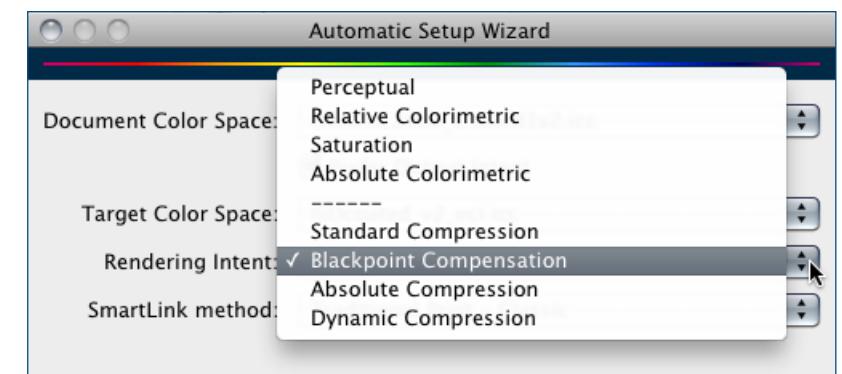 Automatic Setup Wizard
Perceptual
Document Color Space: Relative Colorimetric
Saturation
Absolute Colorimetric
------
Target Color Space:
Standard Compression
Rendering Intent: ✓ Blackpoint Compensation
Absolute Compression
SmartLink method:
Dynamic Compression